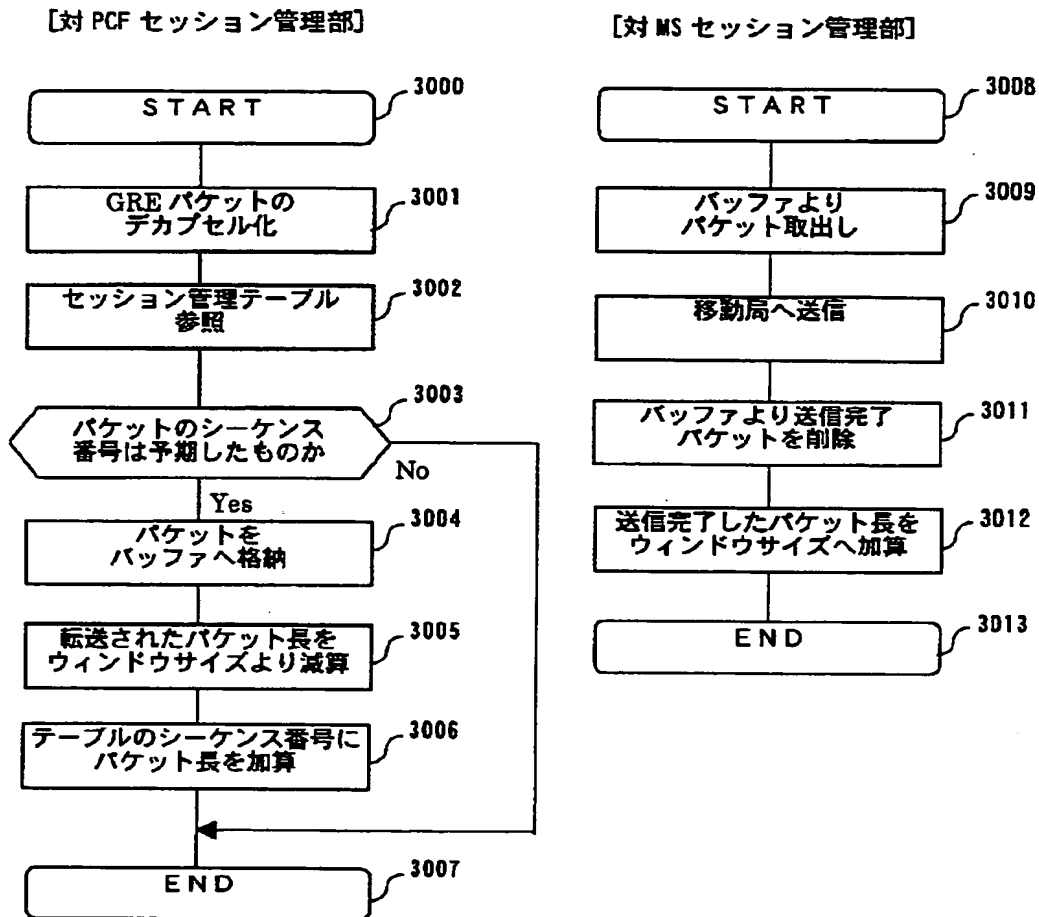 [対 PCF セッション管理部]
START
3000
GRE パケットの
デカプセル化
3001
セッション管理テーブル
参照
3002
パケットのシーケンス
番号は予期したものか
3003
No
Yes
パケットを
バッファへ格納
3004
転送されたパケット長を
ウィンドウサイズより減算
3005
テーブルのシーケンス番号に
パケット長を加算
3006
END
3007
[対 MS セッション管理部]
START
3008
バッファより
パケット取出し
3009
移動局へ送信
3010
バッファより送信完了
パケットを削除
3011
送信完了したパケット長を
ウィンドウサイズへ加算
3012
END
3013